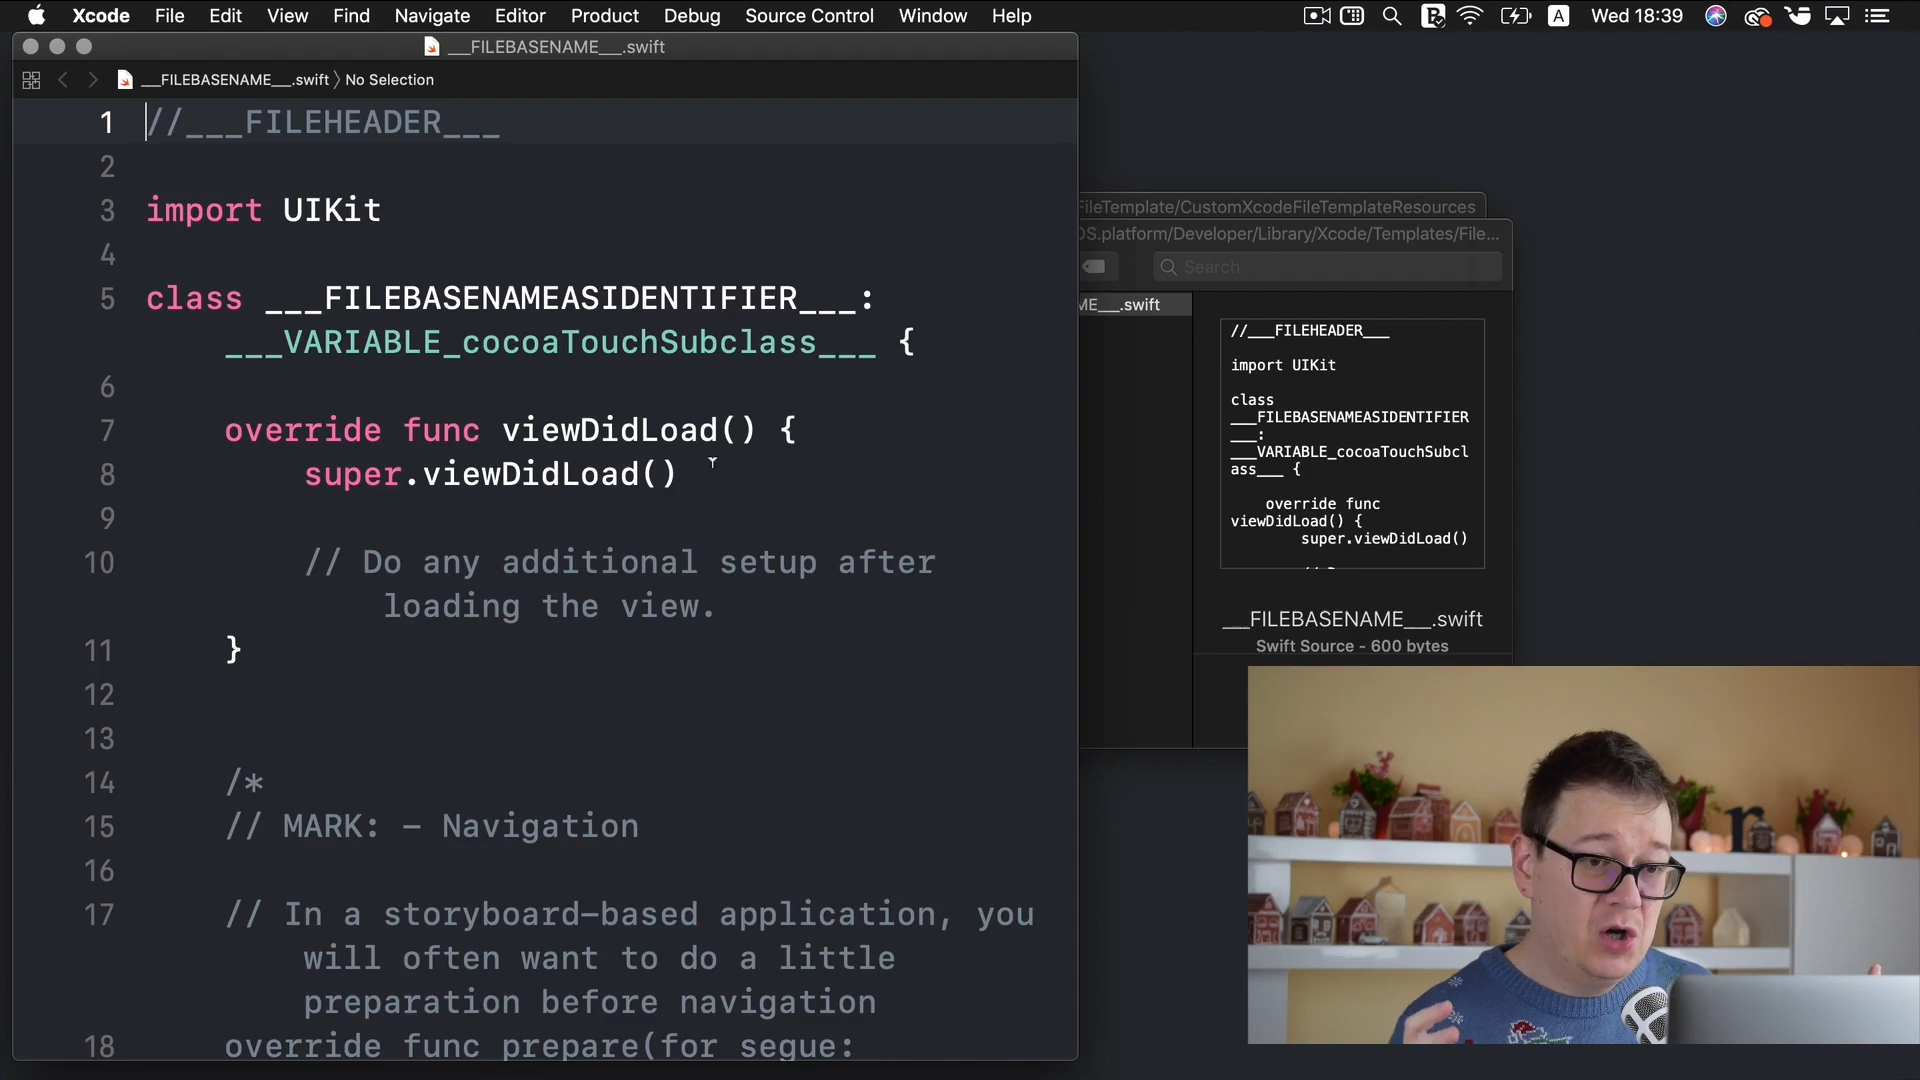 Xcode File Edit View Find Navigate Editor Product Debug Source Control Window Help A Wed 18:39
___FILEBASENAME___.swift
___FILEBASENAME___.swift 〉No Selection
1 //___FILEHEADER___
2
3 import UIKit
4
5 class ___FILEBASENAMEASIDENTIFIER___:
___VARIABLE_cocoaTouchSubclass___ {
6
7 override func viewDidLoad() {
8 super.viewDidLoad()
9
10 // Do any additional setup after
loading the view.
11 }
12
13
14 /*
15 // MARK: - Navigation
16
17 // In a storyboard-based application, you
will often want to do a little
preparation before navigation
18 override func prepare(for segue:
FileTemplate/CustomXcodeFileTemplateResources
OS.platform/Developer/Library/Xcode/Templates/File...
Search
ME___.swift
//___FILEHEADER___
import UIKit
class
___FILEBASENAMEASIDENTIFIER
___:
___VARIABLE_cocoaTouchSubcl
ass___ {
override func
viewDidLoad() {
super.viewDidLoad()
___FILEBASENAME___.swift
Swift Source - 600 bytes
r